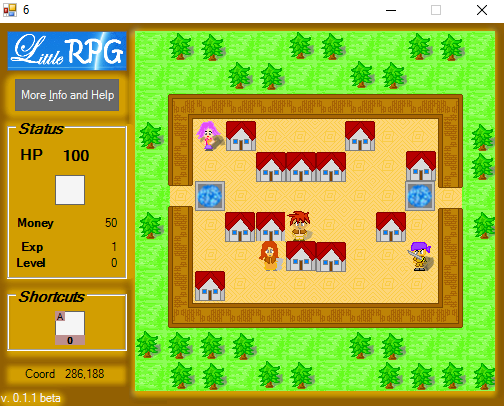 6
Little RPG
More Info and Help
Status
HP 100
Money 50
Exp 1
Level 0
Shortcuts
A
0
Coord 286,188
v. 0.1.1 beta